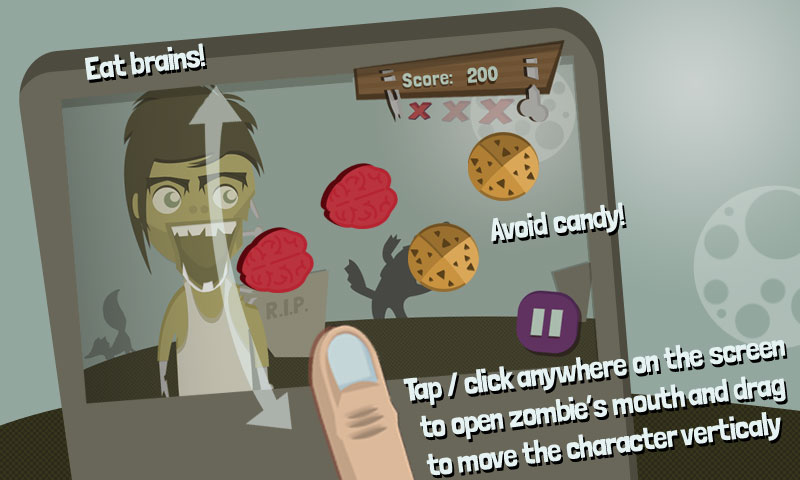 Eat brains!
Score: 200
Avoid candy!
R.I.P.
Tap / click anywhere on the screen
to open zombie's mouth and drag
to move the character verticaly